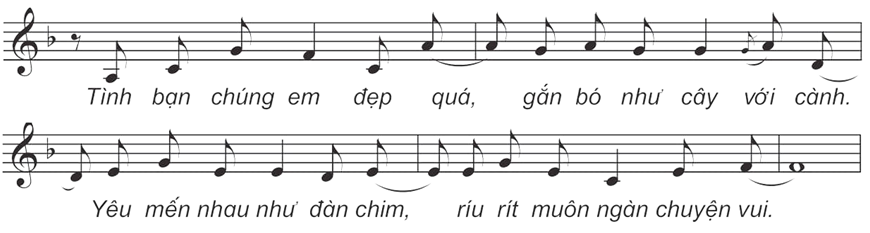 Tình bạn chúng em đẹp quá, gắn bó như cây với cành.
Yêu mến nhau như đàn chim, ríu rít muôn ngàn chuyện vui.